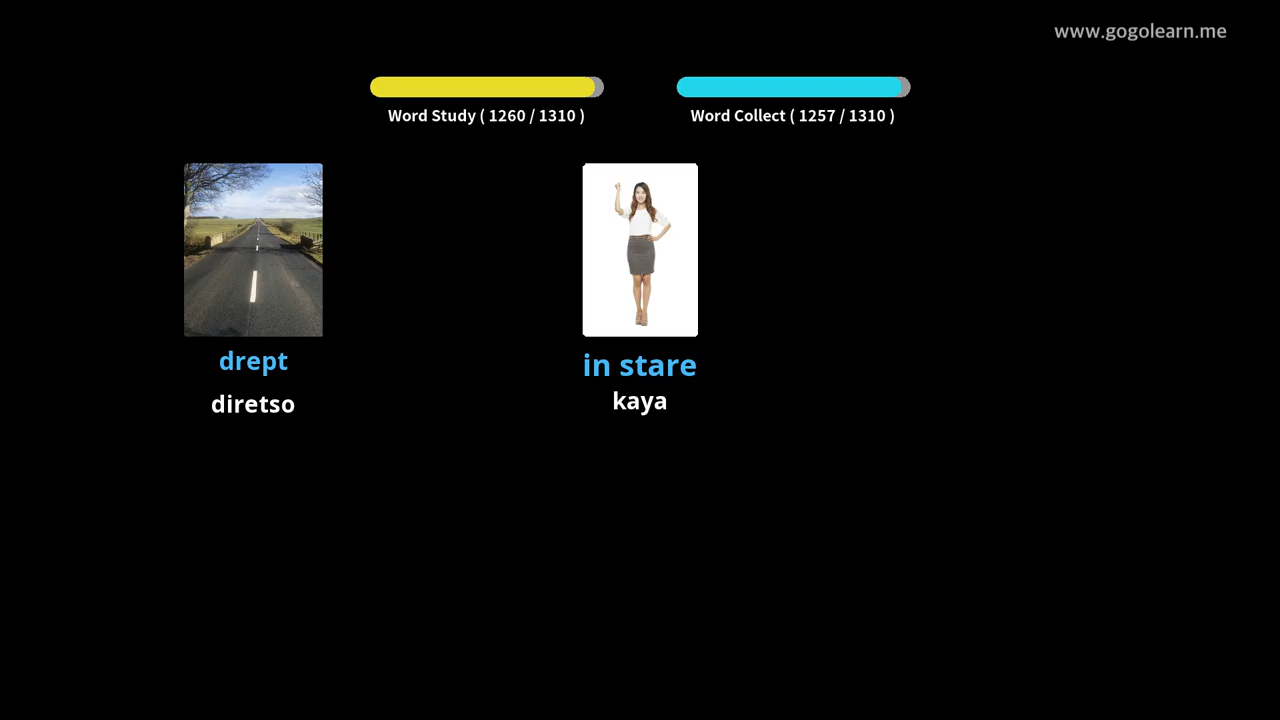 www.gogolearn.me
Word Study ( 1260 / 1310 )
Word Collect ( 1257 / 1310 )
drept
diretso
in stare
kaya